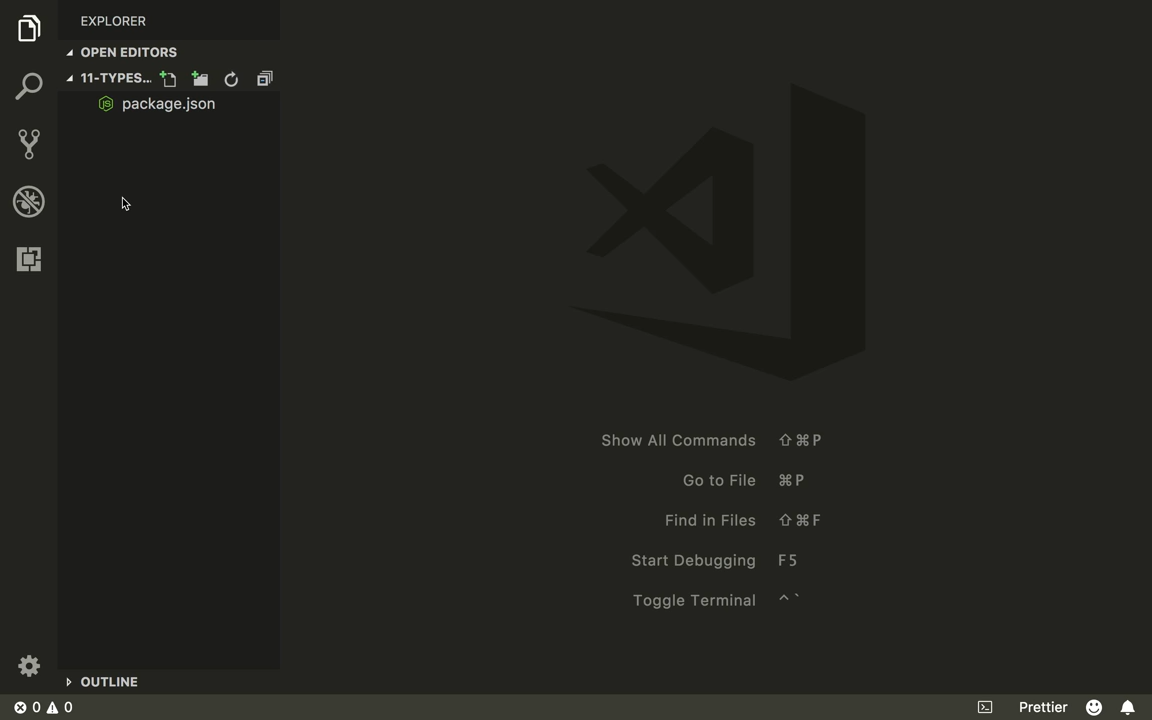 EXPLORER
OPEN EDITORS
11-TYPES...
package.json
Show All Commands ⇧⌘P
Go to File ⌘P
Find in Files ⇧⌘F
Start Debugging F5
Toggle Terminal ^`
OUTLINE
0 0 Prettier